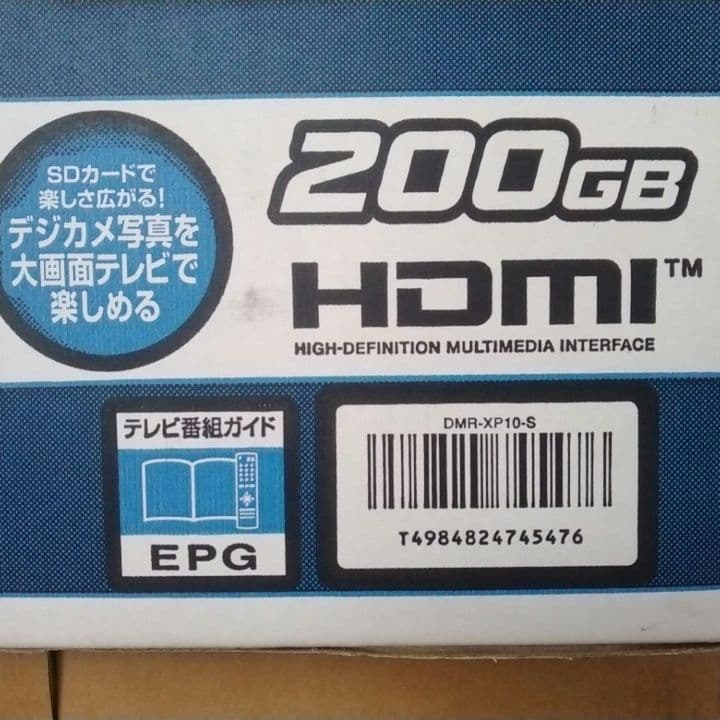 SDカードで
楽しさ広がる!
デジカメ写真を
大画面テレビで
楽しめる
200GB
HDMI™
HIGH-DEFINITION MULTIMEDIA INTERFACE
テレビ番組ガイド
EPG
DMR-XP10-S
T4984824745476